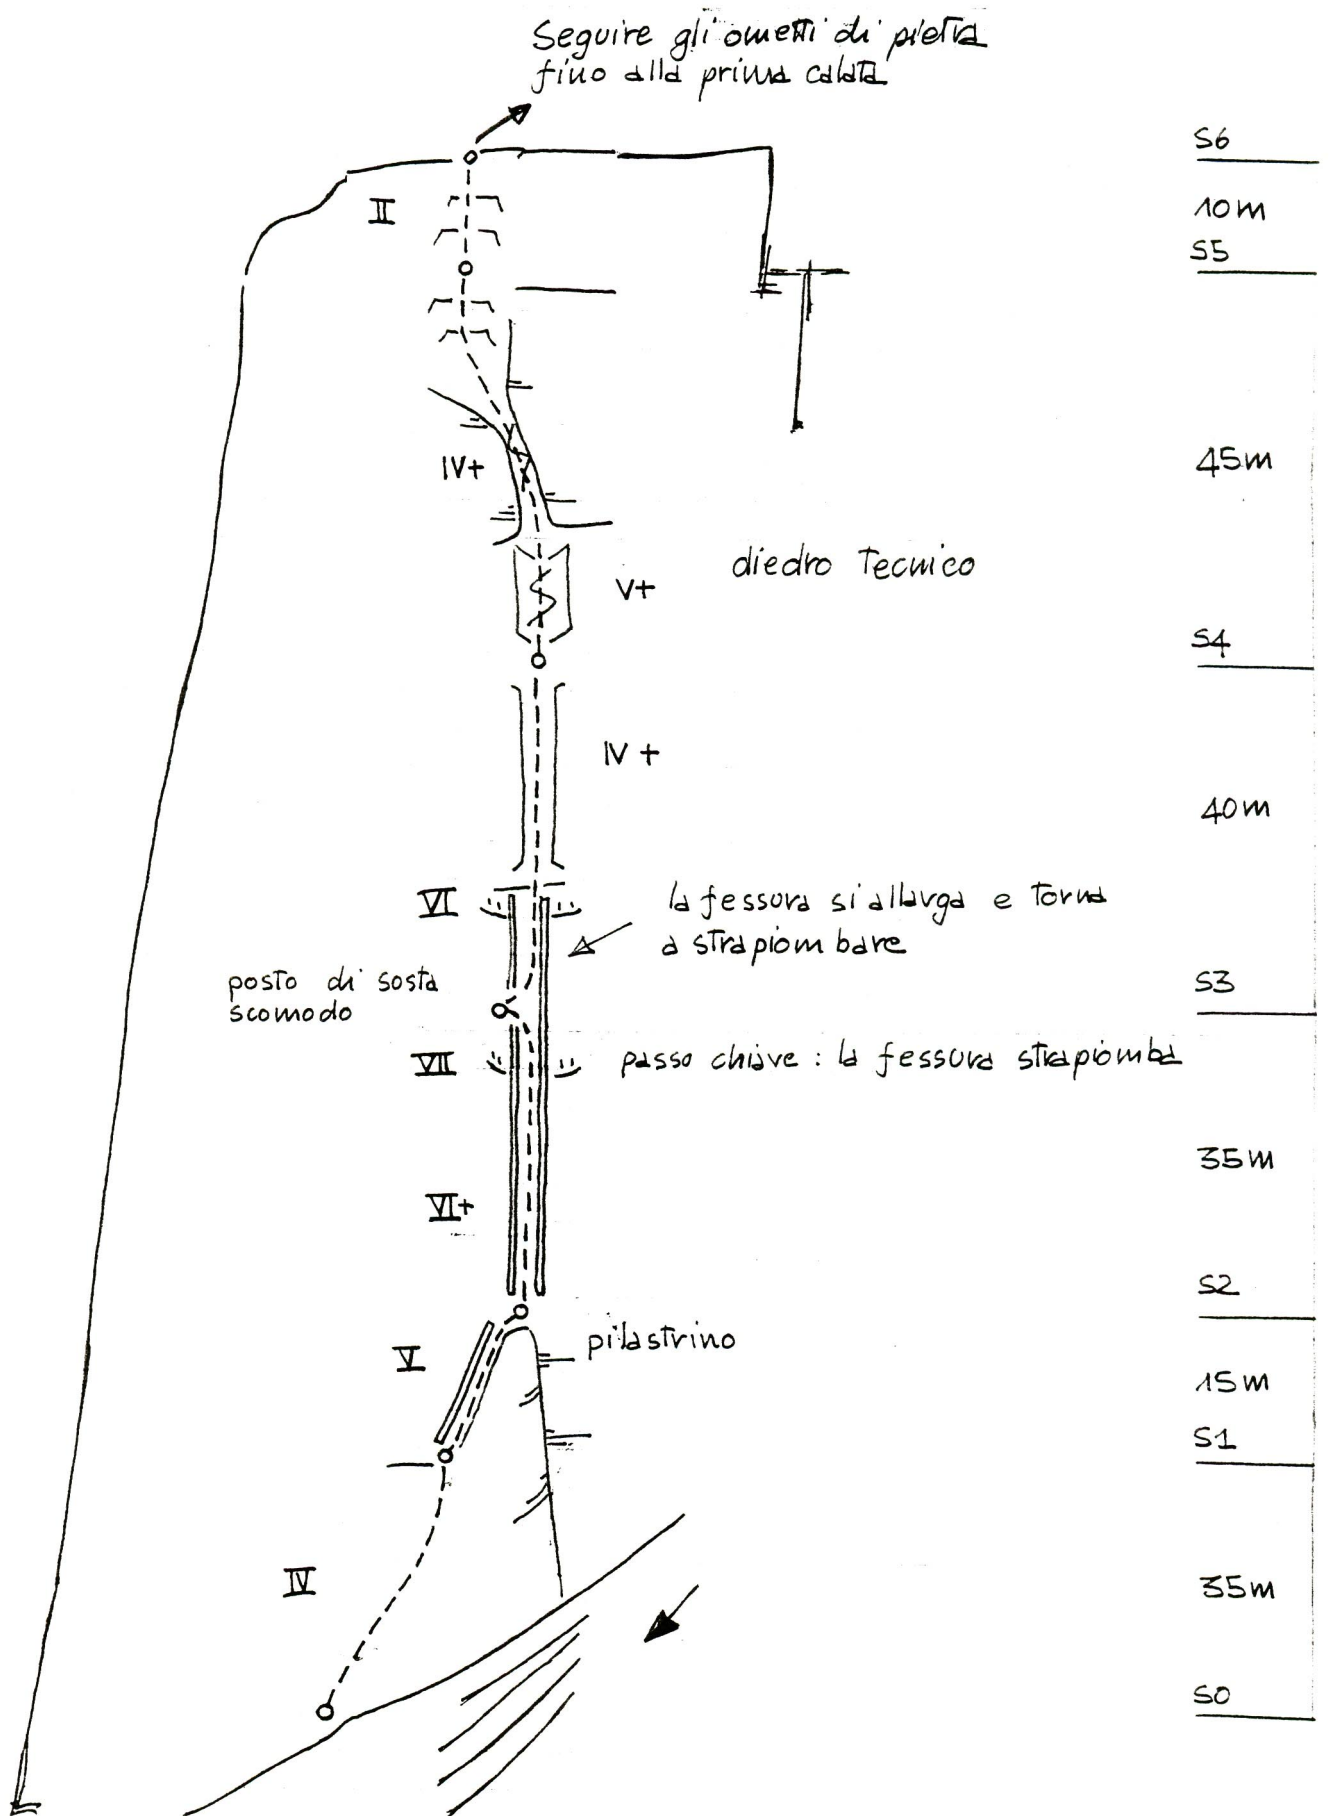 Seguire gli ometti di pietra
fino alla prima calata
S6
II
10m
S5
IV+
45m
diedro tecnico
V+
S4
IV+
40m
VI
la fessura si allarga e torna
a strapiombare
posto di sosta
scomodo
S3
VII
passo chiave : la fessura strapiomba
35m
VI+
S2
pilastrino
V
15m
S1
IV
35m
S0